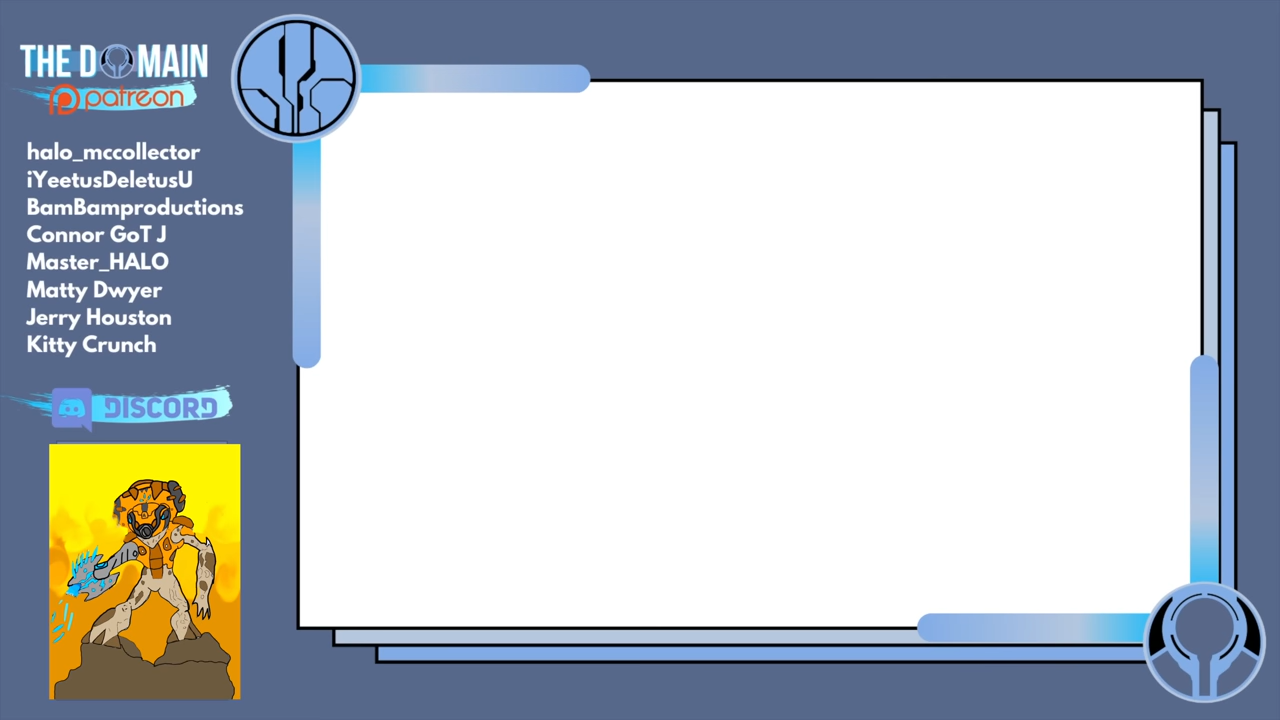 THE DOMAIN
patreon
halo_mccollector
iYeetusDeletusU
BamBamproductions
Connor GoT J
Master_HALO
Matty Dwyer
Jerry Houston
Kitty Crunch
DISCORD